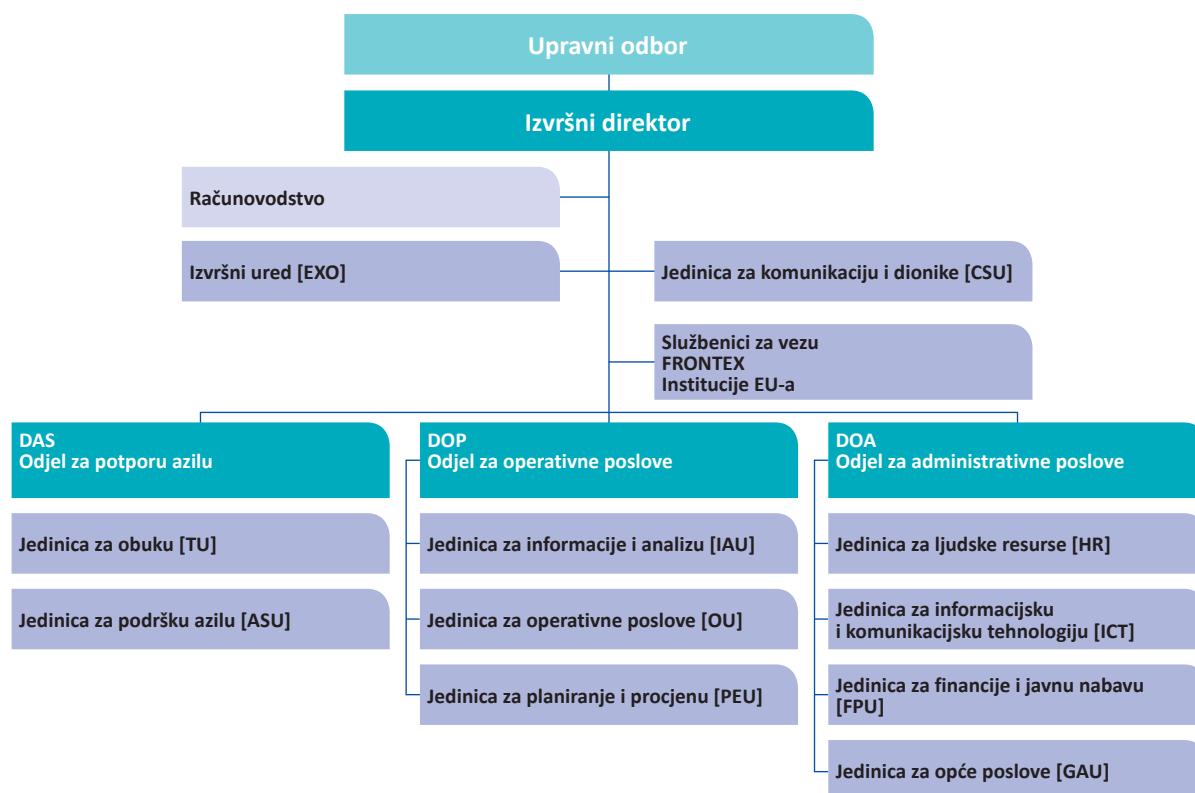 Upravni odbor
Izvršni direktor
Računovodstvo
Izvršni ured [EXO]
Jedinica za komunikaciju i dionike [CSU]
Službenici za vezu
FRONTEX
Institucije EU-a
DAS
Odjel za potporu azilu
Jedinica za obuku [TU]
Jedinica za podršku azilu [ASU]
DOP
Odjel za operativne poslove
Jedinica za informacije i analizu [IAU]
Jedinica za operativne poslove [OU]
Jedinica za planiranje i procjenu [PEU]
DOA
Odjel za administrativne poslove
Jedinica za ljudske resurse [HR]
Jedinica za informacijsku
i komunikacijsku tehnologiju [ICT]
Jedinica za financije i javnu nabavu
[FPU]
Jedinica za opće poslove [GAU]